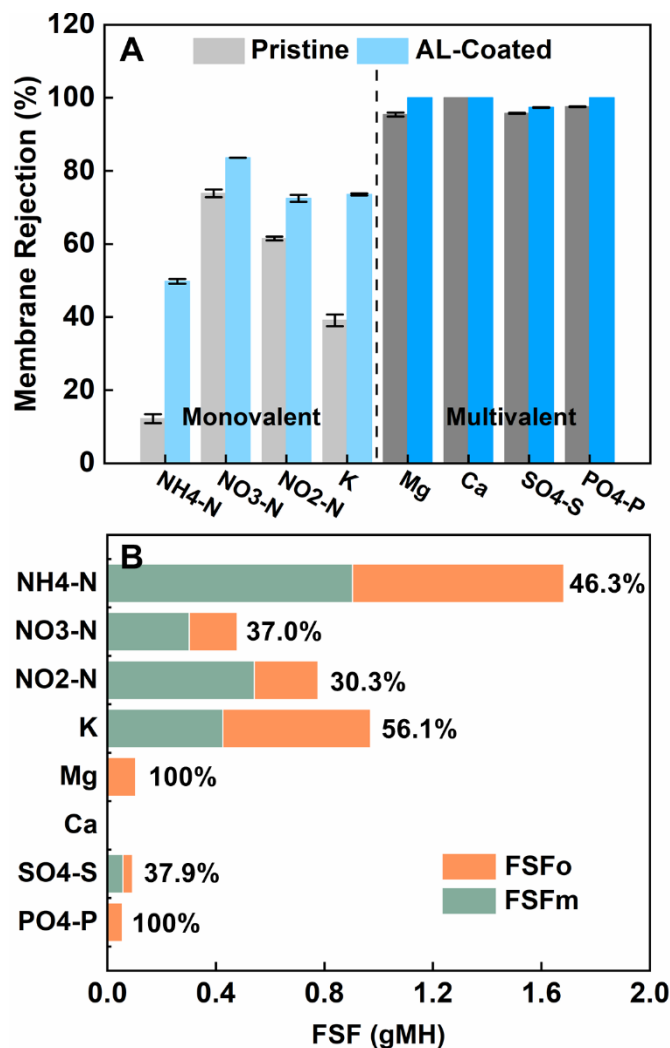 A
Pristine AL-Coated
Membrane Rejection (%)
120
100
80
60
40
20
0
Monovalent Multivalent
NH4-N NO3-N NO2-N K Mg Ca SO4-S PO4-P
B
NH4-N 46.3%
NO3-N 37.0%
NO2-N 30.3%
K 56.1%
Mg 100%
Ca
SO4-S 37.9%
PO4-P 100%
FSFo
FSFm
0.0 0.4 0.8 1.2 1.6 2.0
FSF (gMH)